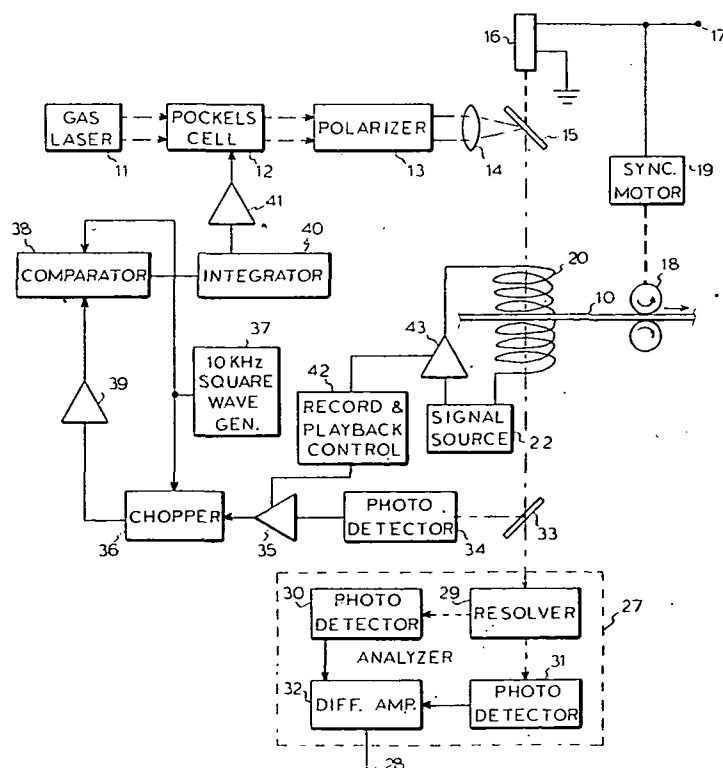 16
17
GAS
LASER
11
POCKELS
CELL
12
POLARIZER
13
14
15
SYNC.
MOTOR
19
41
38
COMPARATOR
40
INTEGRATOR
20
18
10
43
37
10 KHz
SQUARE
WAVE
GEN.
42
RECORD &
PLAYBACK
CONTROL
SIGNAL
SOURCE
22
39
CHOPPER
36
35
PHOTO
DETECTOR
34
33
30
PHOTO
DETECTOR
29
RESOLVER
27
ANALYZER
31
32
DIFF. AMP.
PHOTO
DETECTOR
28